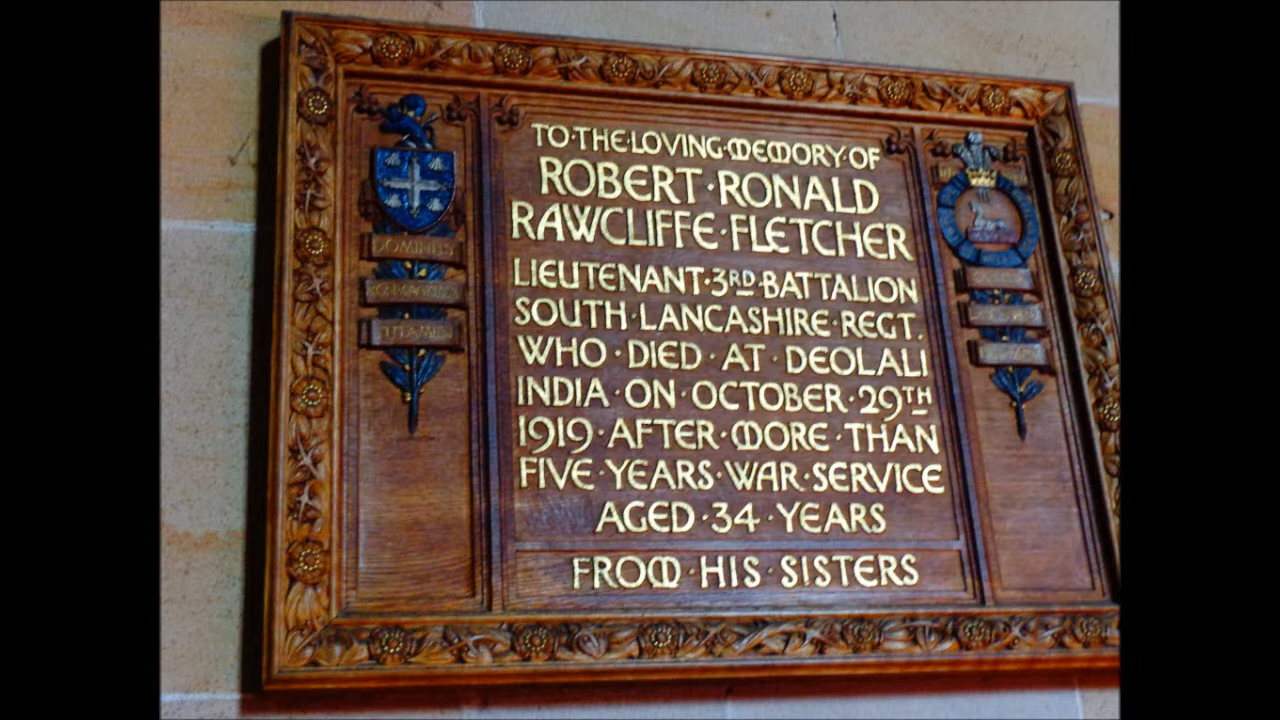 TO·THE·LOVING·MEMORY·OF
ROBERT·RONALD
RAWCLIFFE·FLETCHER
LIEUTENANT·3RD·BATTALION
SOUTH·LANCASHIRE·REGT.
WHO·DIED·AT·DEOLALI
INDIA·ON·OCTOBER·29TH
1919·AFTER·MORE·THAN
FIVE·YEARS·WAR·SERVICE
AGED·34·YEARS
FROM·HIS·SISTERS